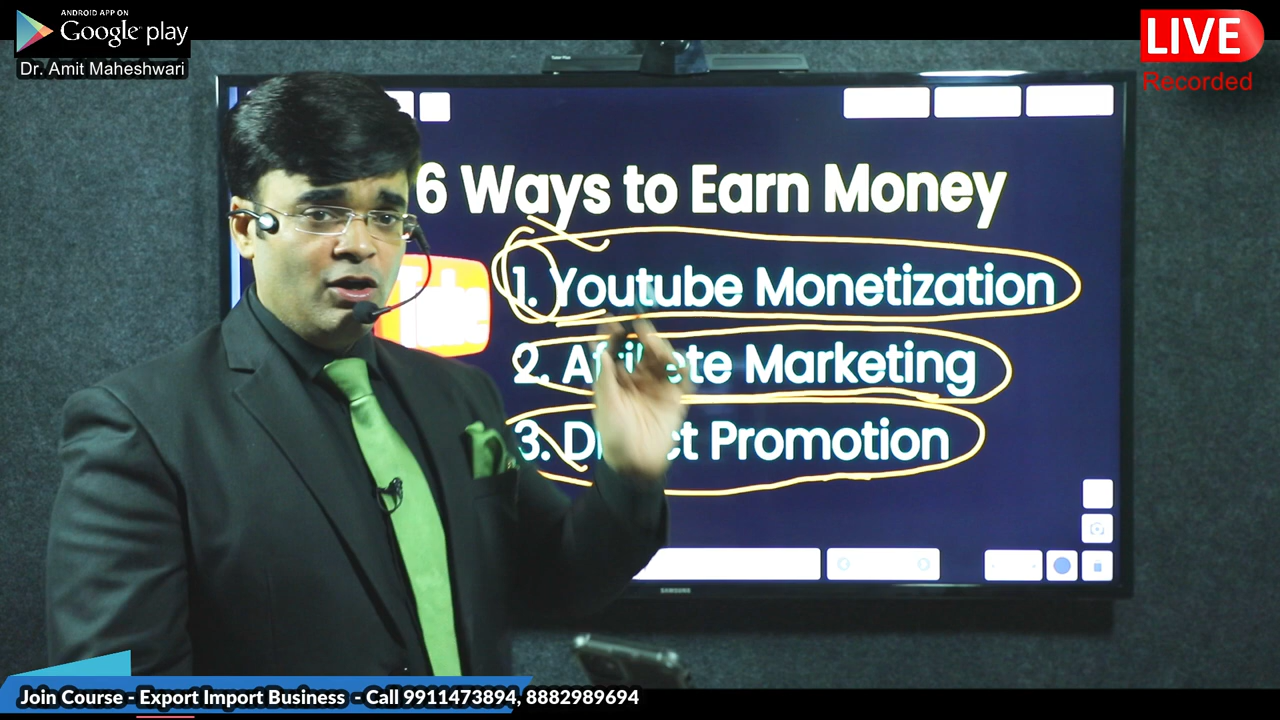 ANDROID APP ON
Google play
Dr. Amit Maheshwari
LIVE
Recorded
6 Ways to Earn Money
1. Youtube Monetization
2. Marketing
3. Promotion
SAMSUNG
Join Course - Export Import Business - Call 9911473894, 8882989694